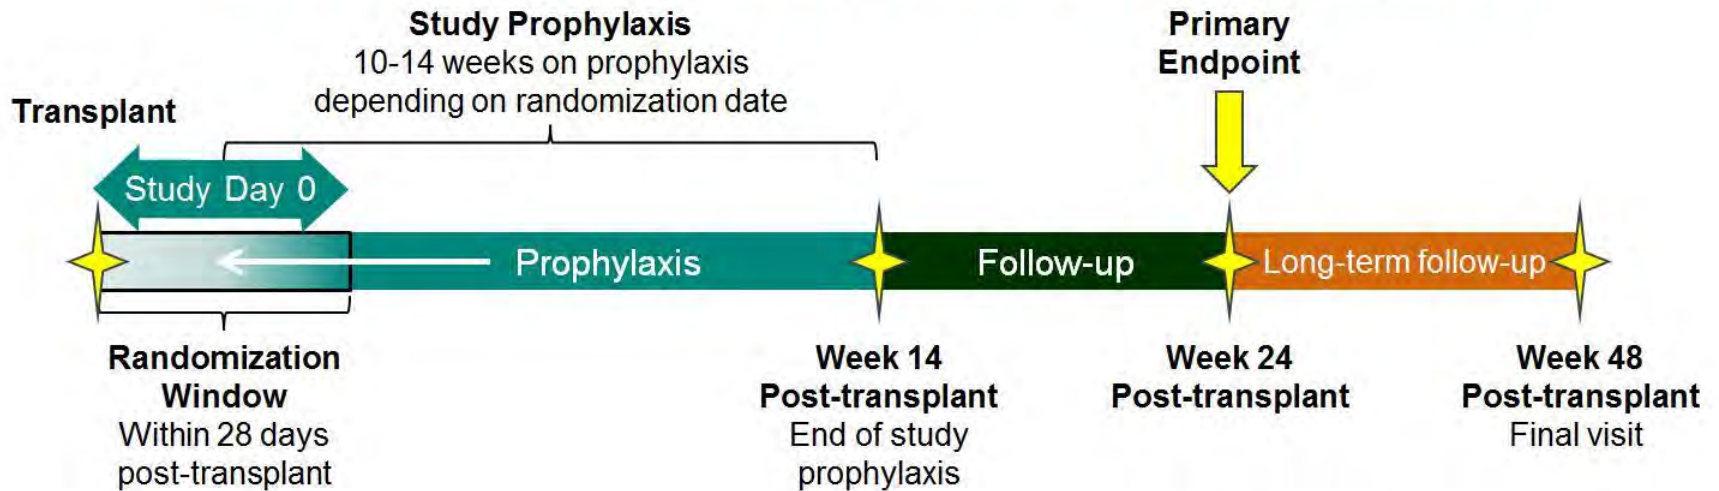 Study Prophylaxis
10-14 weeks on prophylaxis
depending on randomization date
Primary
Endpoint
Transplant
Study Day 0
Prophylaxis
Follow-up
Long-term follow-up
Randomization
Window
Within 28 days
post-transplant
Week 14
Post-transplant
End of study
prophylaxis
Week 24
Post-transplant
Week 48
Post-transplant
Final visit